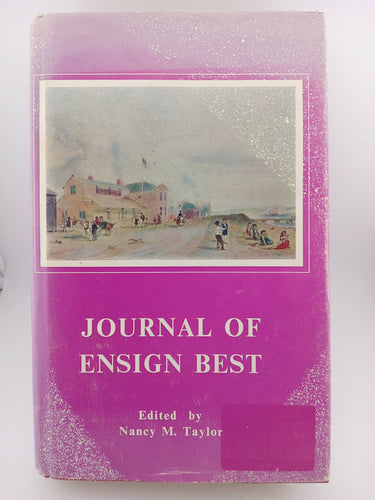 JOURNAL OF
ENSIGN BEST
Edited by
Nancy M. Taylor